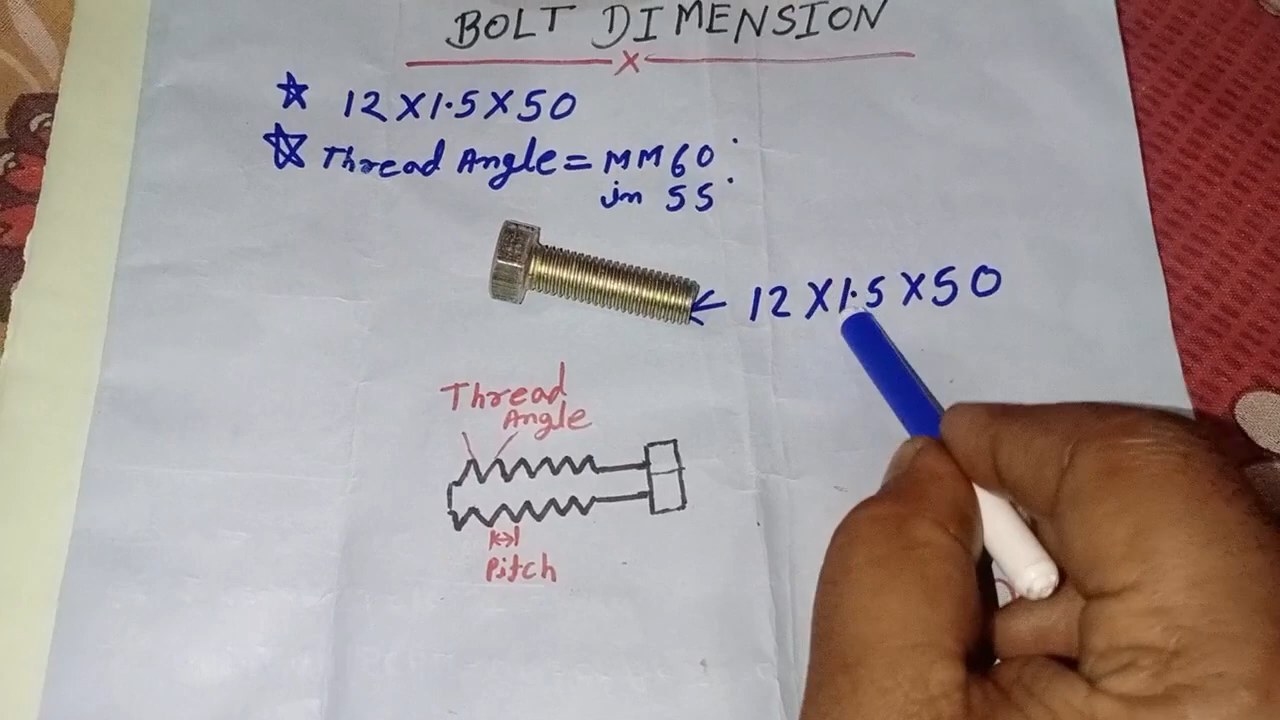 BOLT DIMENSION
X
☆ 12 X 1.5 X 50
☆ Thread Angle = MM 60°
in 55°
← 12 X 1.5 X 50
Thread
Angle
Pitch